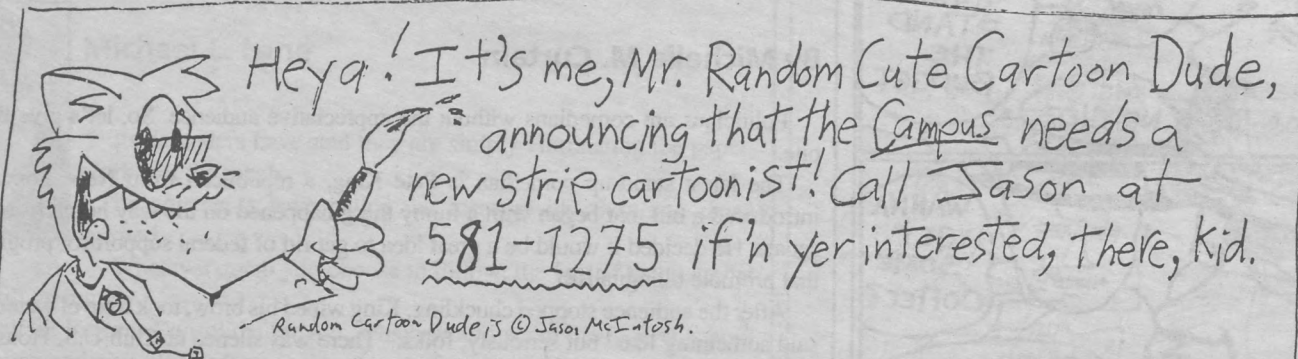 Heya! It's me, Mr. Random Cute Cartoon Dude,
announcing that the Campus needs a
new strip cartoonist! Call Jason at
581 1275 if'n yer interested, there, kid.
Random Cartoon Dude is © Jason McIntosh.